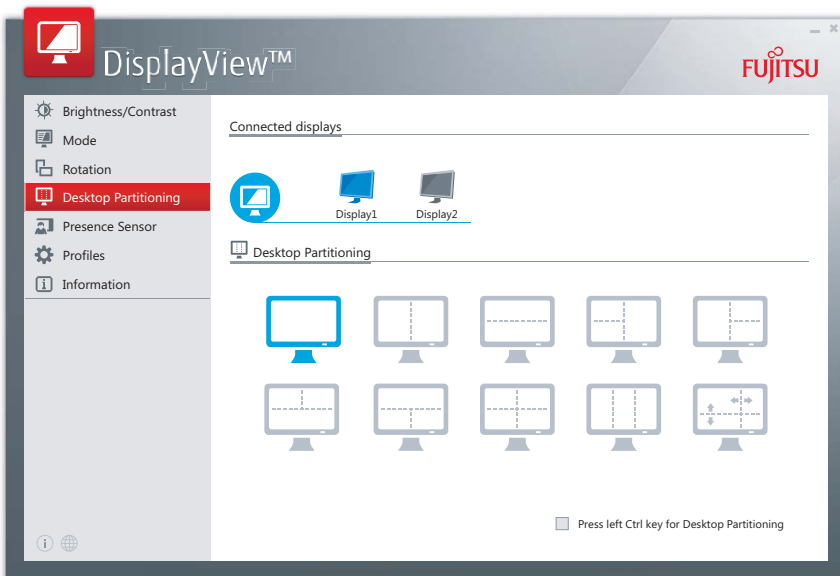 DisplayView™
FUJITSU
Brightness/Contrast
Mode
Rotation
Desktop Partitioning
Presence Sensor
Profiles
Information
Connected displays
Display1 Display2
Desktop Partitioning
Press left Ctrl key for Desktop Partitioning